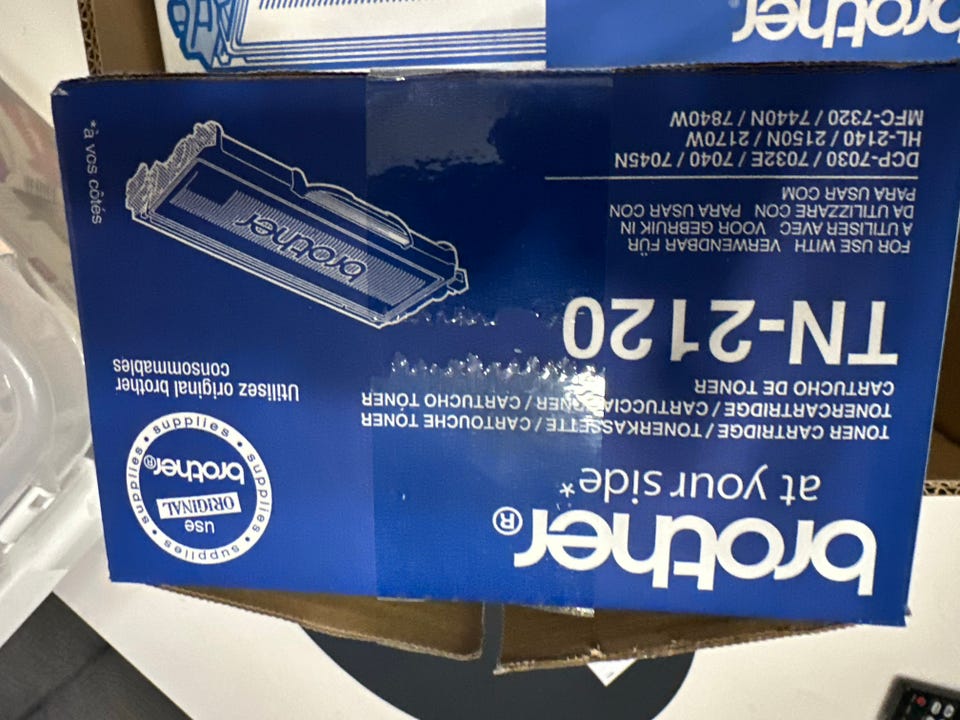 brother®
at your side*
TONER CARTRIDGE / TONERKASSETTE / CARTOUCHE TONER
TONERCARTRIDGE / CARTUCCIA TONER / CARTUCHO TÓNER
CARTUCHO DE TONER
TN-2120
FOR USE WITH VERWENDBAR FÜR
A UTILISER AVEC VOOR GEBRUIK IN
DA UTILIZZARE CON PARA USAR CON
PARA USAR COM
DCP-7030 / 7032E / 7040 / 7045N
HL-2140 / 2150N / 2170W
MFC-7320 / 7440N / 7840W
supplies • supplies • supplies • supplies
use
ORIGINAL
brother®
Utilisez original brother
consommables
brother
*à vos côtés
brother